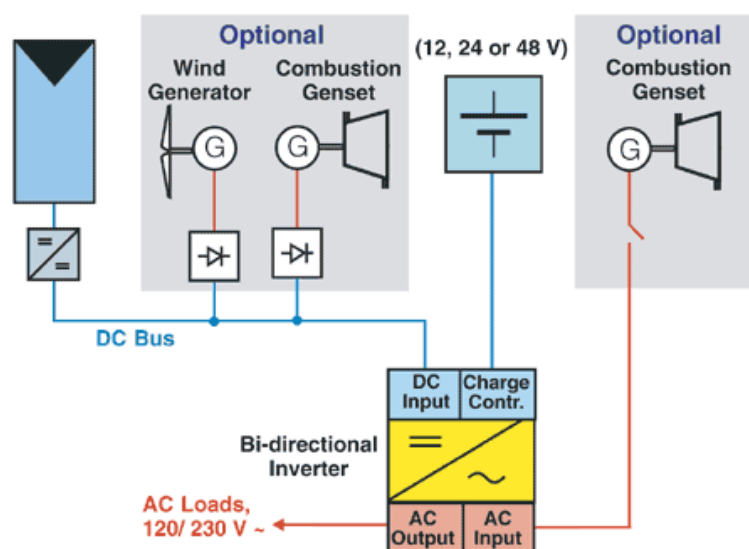 Optional
Wind
Generator
Combustion
Genset
G
G
(12, 24 or 48 V)
Optional
Combustion
Genset
G
DC Bus
DC
Input
Charge
Contr.
Bi-directional
Inverter
AC Loads,
120/ 230 V ~
AC
Output
AC
Input